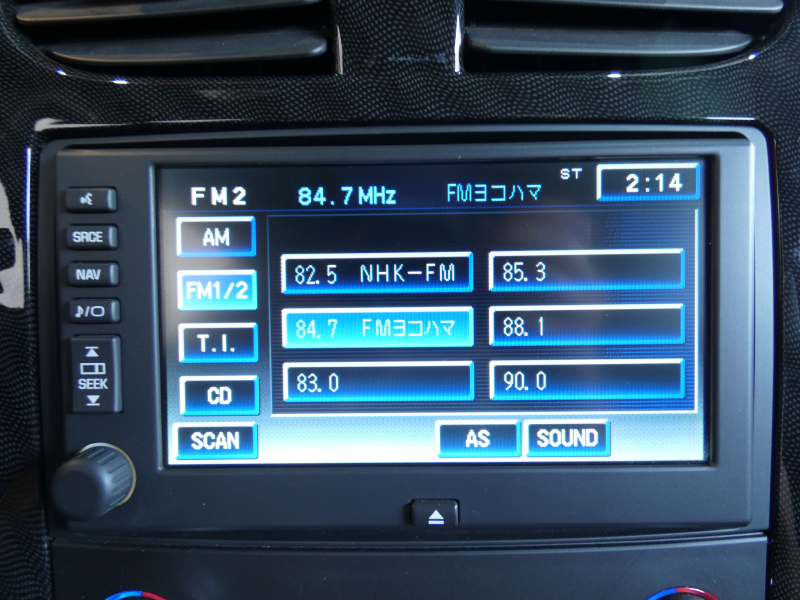 FM2 84.7MHz FMヨコハマ ST 2:14
AM
FM1/2
T.I.
CD
SCAN
82.5 NHK-FM 85.3
84.7 FMヨコハマ 88.1
83.0 90.0
AS SOUND
SRCE
NAV
SEEK